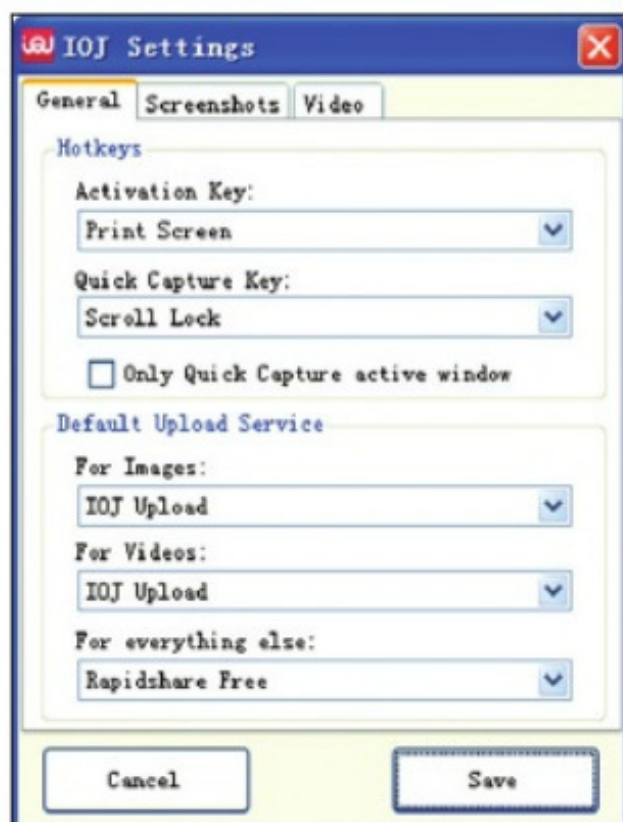 IOJ Settings
General Screenshots Video
Hotkeys
Activation Key:
Print Screen
Quick Capture Key:
Scroll Lock
Only Quick Capture active window
Default Upload Service
For Images:
IOJ Upload
For Videos:
IOJ Upload
For everything else:
Rapidshare Free
Cancel Save